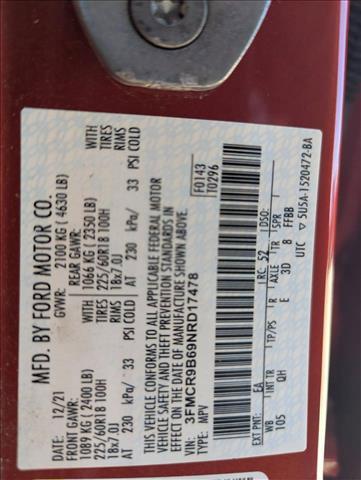 MFD. BY FORD MOTOR CO.
12/21 GVWR: 2100 KG ( 4630 LB)
FRONT GAWR: REAR GAWR:
1089 KG ( 2400 LB) WITH 1066 KG ( 2350 LB) WITH
225/60R18 100H TIRES 225/60R18 100H TIRES
18x7.0J RIMS 18x7.0J RIMS
AT 230 kPa/ 33 PSI COLD AT 230 kPa/ 33 PSI COLD
THIS VEHICLE CONFORMS TO ALL APPLICABLE FEDERAL MOTOR
VEHICLE SAFETY AND THEFT PREVENTION STANDARDS IN
EFFECT ON THE DATE OF MANUFACTURE SHOWN ABOVE.
VIN: 3FMCR9B69NRD17478 F0143
TYPE: MPV T0296
EXT PNT: EA RC: 52 DSO:
WB INT TR TP/PS R AXLE TR SPR
105 QH E 3D 8 FFBB
UTC ▽ 5U5A-1520472-BA